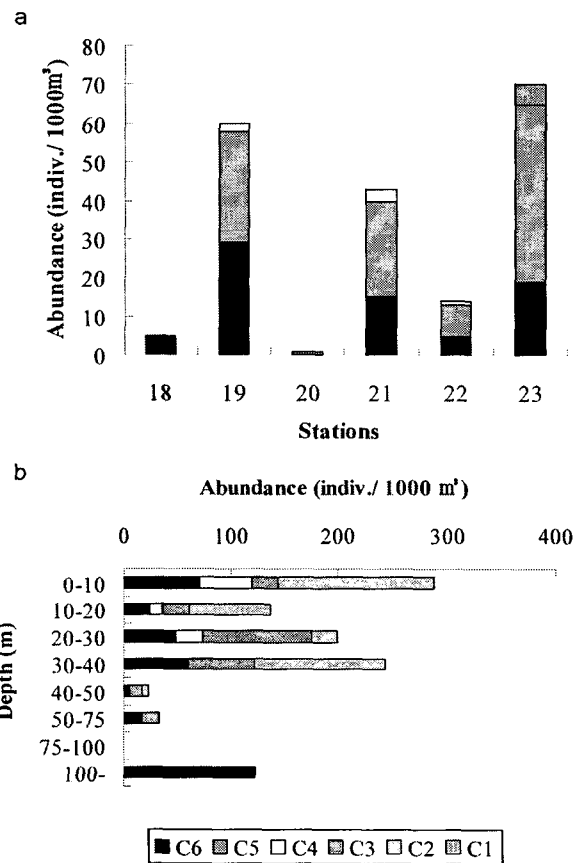 a
Abundance (indiv./ 1000m³)
80
70
60
50
40
30
20
10
0
18 19 20 21 22 23
Stations
b
Abundance (indiv./ 1000 m³)
0 100 200 300 400
Depth (m)
0-10
10-20
20-30
30-40
40-50
50-75
75-100
100-
C6 C5 C4 C3 C2 C1